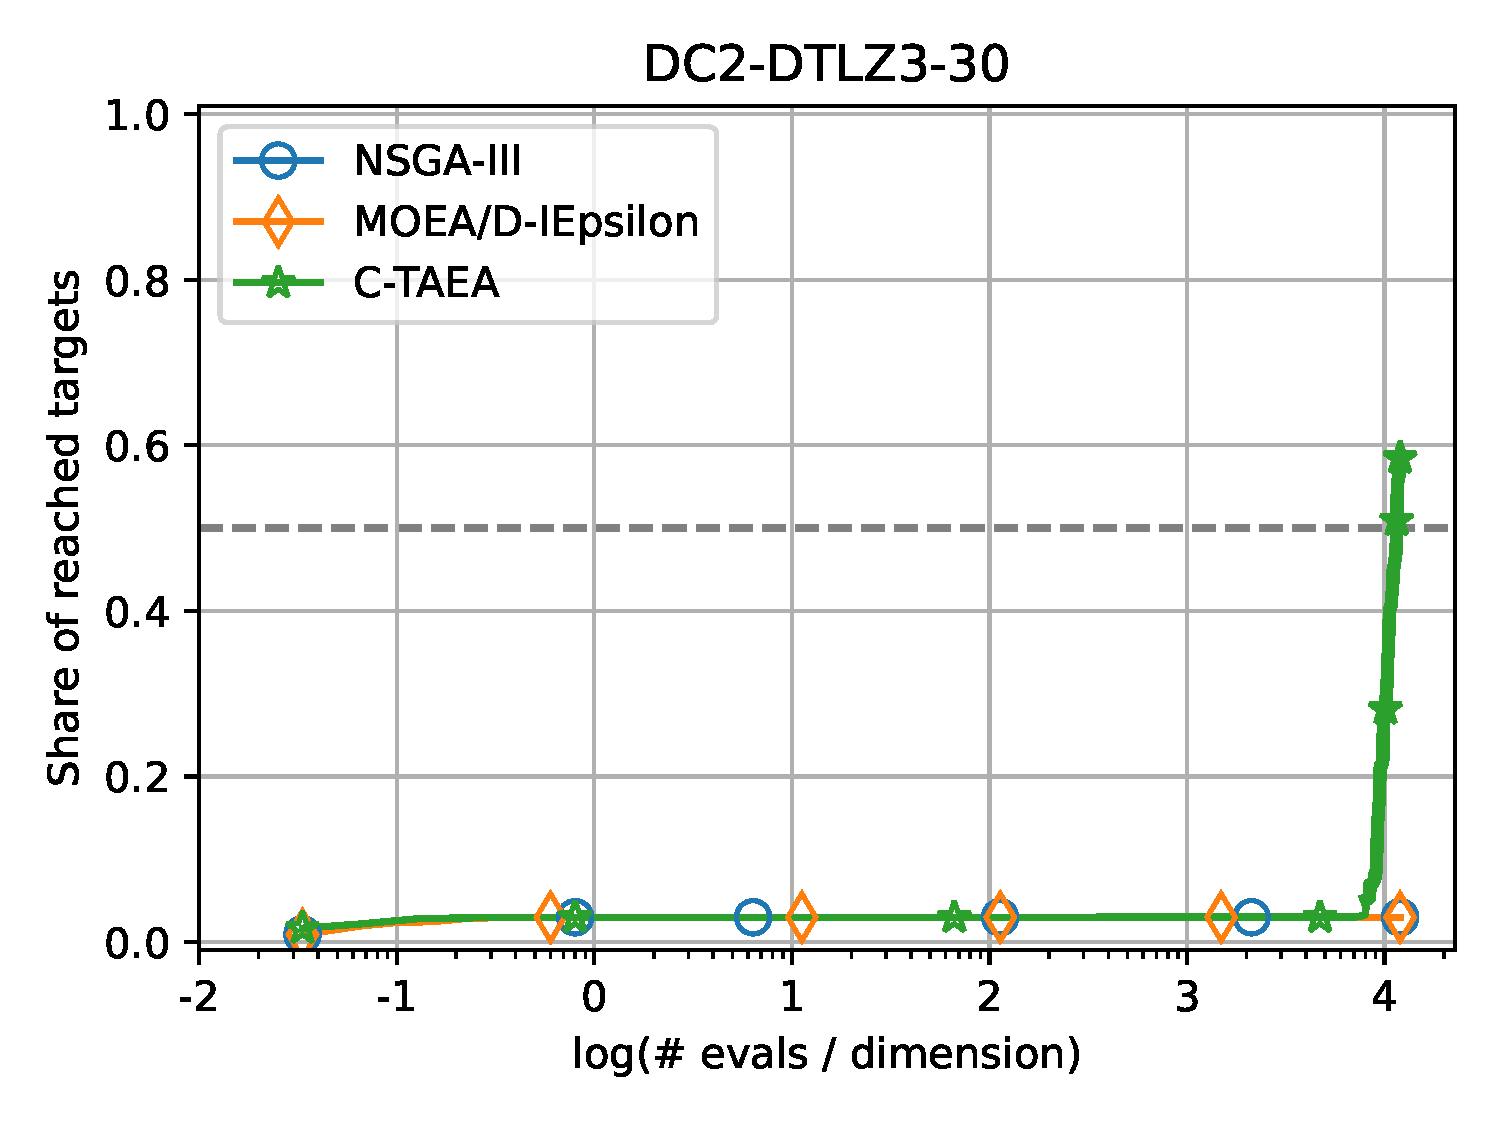 DC2-DTLZ3-30
1.0
0.8
0.6
0.4
0.2
0.0
Share of reached targets
NSGA-III
MOEA/D-IEpsilon
C-TAEA
-2 -1 0 1 2 3 4
log(# evals / dimension)